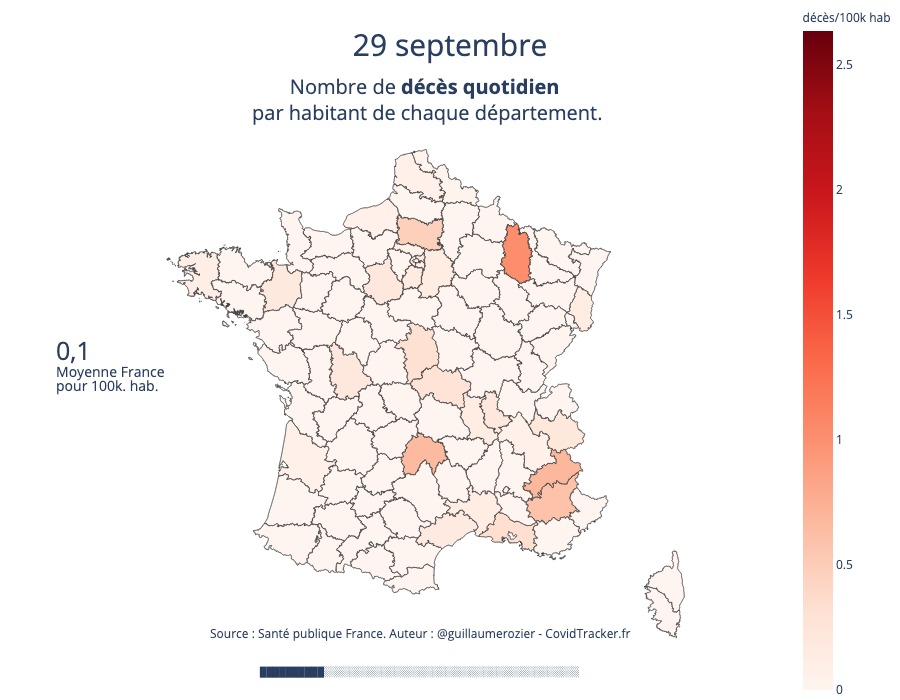 29 septembre
Nombre de décès quotidien
par habitant de chaque département.
décès/100k hab
2.5
2
1.5
1
0.5
0
0,1
Moyenne France
pour 100k. hab.
Source : Santé publique France. Auteur : @guillaumerozier - CovidTracker.fr